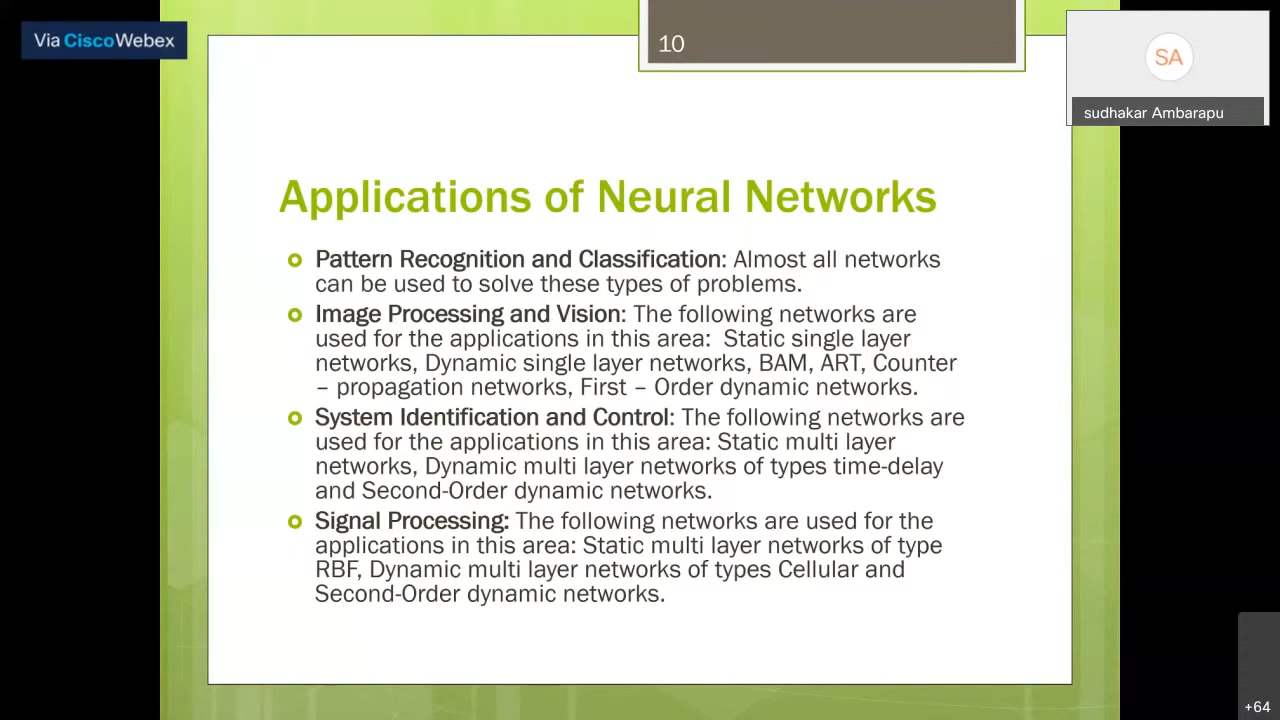 Via CiscoWebex
10
SA
sudhakar Ambarapu
Applications of Neural Networks
Pattern Recognition and Classification: Almost all networks
can be used to solve these types of problems.
Image Processing and Vision: The following networks are
used for the applications in this area:  Static single layer
networks, Dynamic single layer networks, BAM, ART, Counter
– propagation networks, First – Order dynamic networks.
System Identification and Control: The following networks are
used for the applications in this area: Static multi layer
networks, Dynamic multi layer networks of types time-delay
and Second-Order dynamic networks.
Signal Processing: The following networks are used for the
applications in this area: Static multi layer networks of type
RBF, Dynamic multi layer networks of types Cellular and
Second-Order dynamic networks.
+64